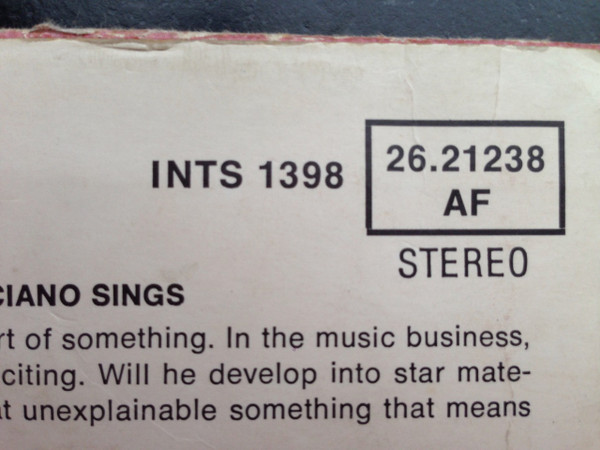 INTS 1398
26.21238
AF
STEREO
CIANO SINGS
rt of something. In the music business,
citing. Will he develop into star mate-
t unexplainable something that means